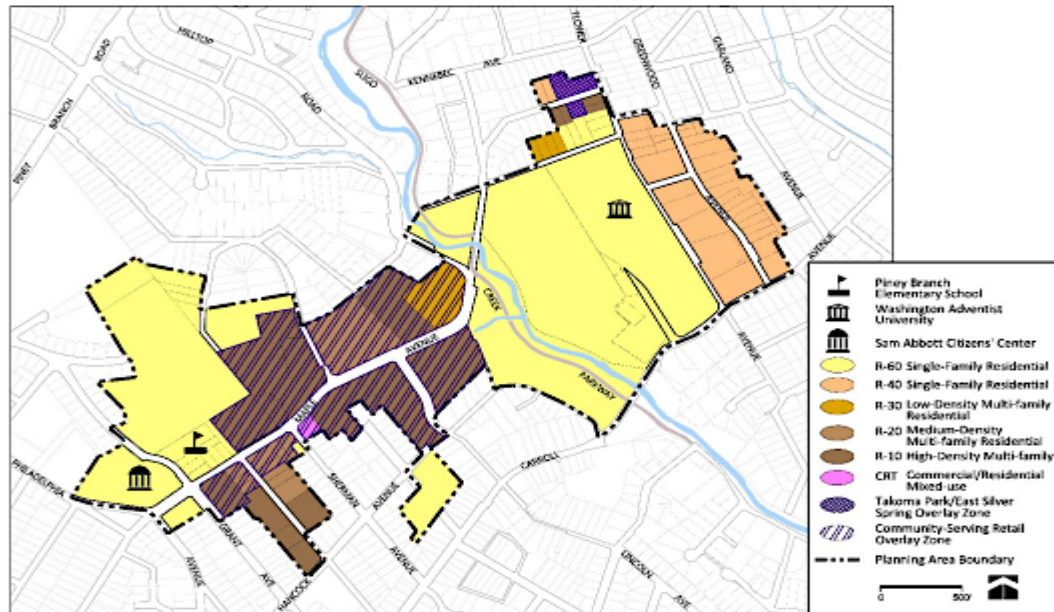 HILLTOP
ROAD
PINEY
BRANCH
ROAD
SLIGO
KENNEBEC
AVE
FLOWER
GREENWOOD
GARLAND
AVENUE
AVENUE
AVENUE
CREEK
PARKWAY
AVENUE
MAPLE
CARROLL
PHILADELPHIA
SHERMAN
AVENUE
GRANT
AVE
HANCOCK
AVENUE
AVENUE
LINCOLN
AVE
Piney Branch
Elementary School
Washington Adventist
University
Sam Abbott Citizens' Center
R-60 Single-Family Residential
R-40 Single-Family Residential
R-30 Low-Density Multi-family
Residential
R-20 Medium-Density
Multi-family Residential
R-10 High-Density Multi-family
CRT Commercial/Residential
Mixed-use
Takoma Park/East Silver
Spring Overlay Zone
Community-Serving Retail
Overlay Zone
Planning Area Boundary
0 500'